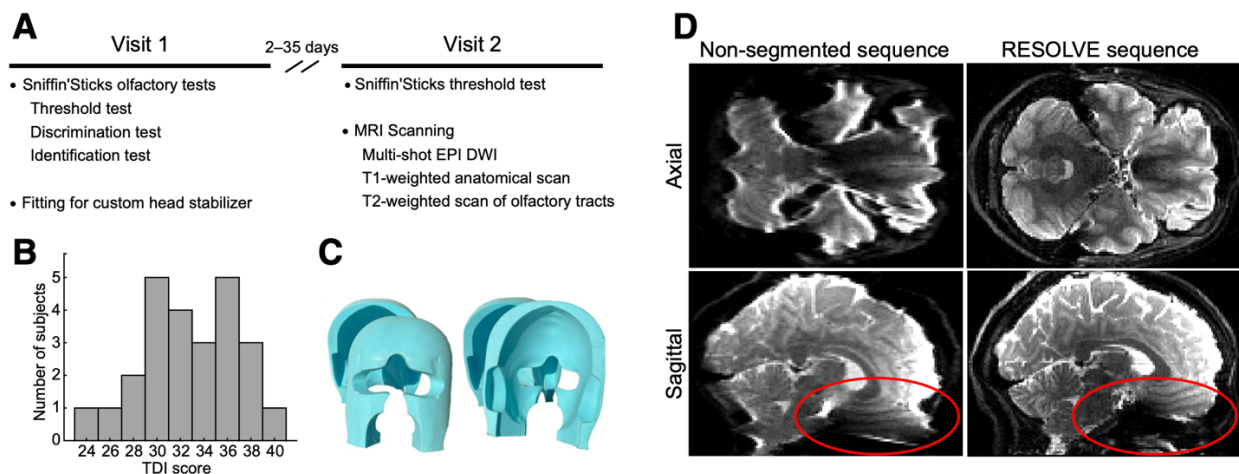 A
Visit 1
2–35 days
Visit 2
• Sniffin'Sticks olfactory tests
Threshold test
Discrimination test
Identification test
• Fitting for custom head stabilizer
• Sniffin'Sticks threshold test
• MRI Scanning
Multi-shot EPI DWI
T1-weighted anatomical scan
T2-weighted scan of olfactory tracts
B
Number of subjects
5
4
3
2
1
0
24 26 28 30 32 34 36 38 40
TDI score
C
D
Non-segmented sequence
RESOLVE sequence
Axial
Sagittal